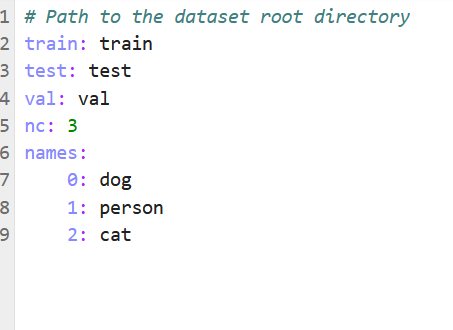 1 # Path to the dataset root directory
2 train: train
3 test: test
4 val: val
5 nc: 3
6 names:
7     0: dog
8     1: person
9     2: cat